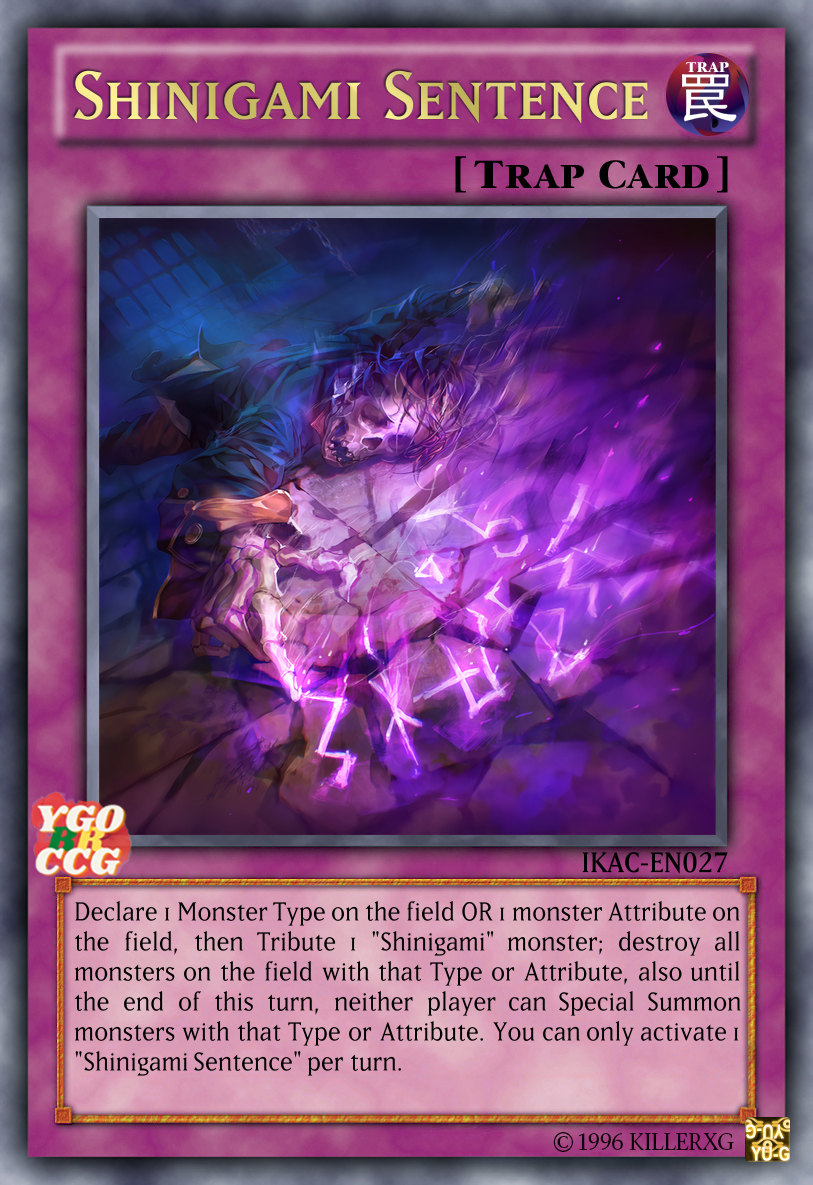 Shinigami Sentence
TRAP
罠
[Trap Card]
YGO
RR
CCG
IKAC-EN027
Declare 1 Monster Type on the field OR 1 monster Attribute on
the field, then Tribute 1 "Shinigami" monster; destroy all
monsters on the field with that Type or Attribute, also until
the end of this turn, neither player can Special Summon
monsters with that Type or Attribute. You can only activate 1
"Shinigami Sentence" per turn.
© 1996 KILLERXG